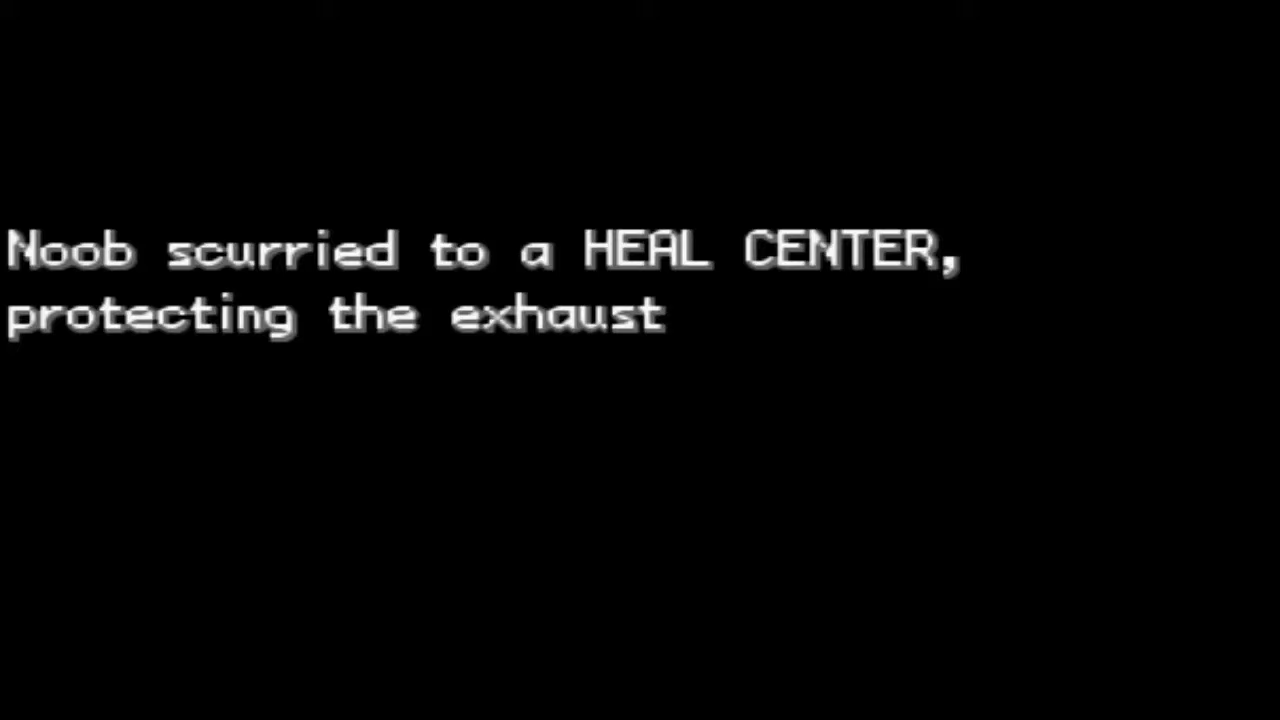 Noob scurried to a HEAL CENTER,
protecting the exhaust